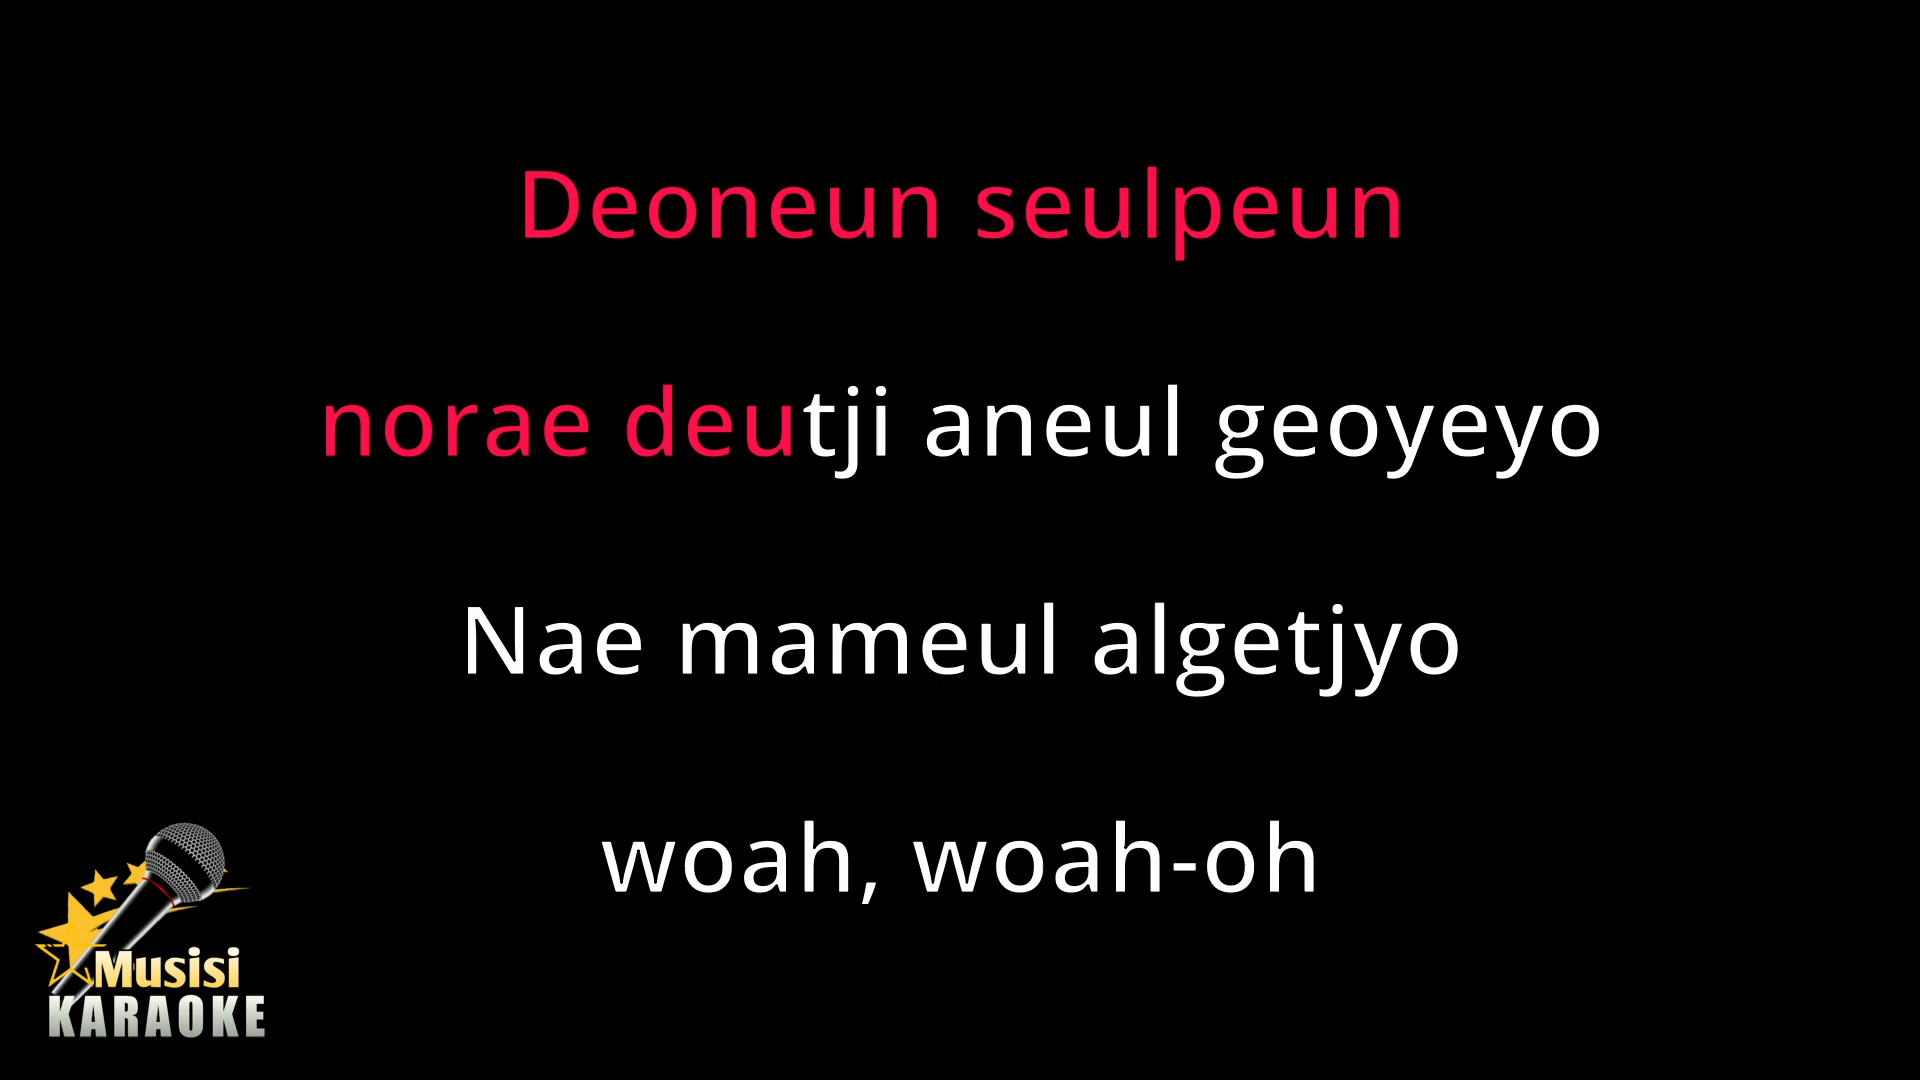 Deoneun seulpeun
norae deutji aneul geoyeyo
Nae mameul algetjyo
woah, woah-oh
Musisi
KARAOKE